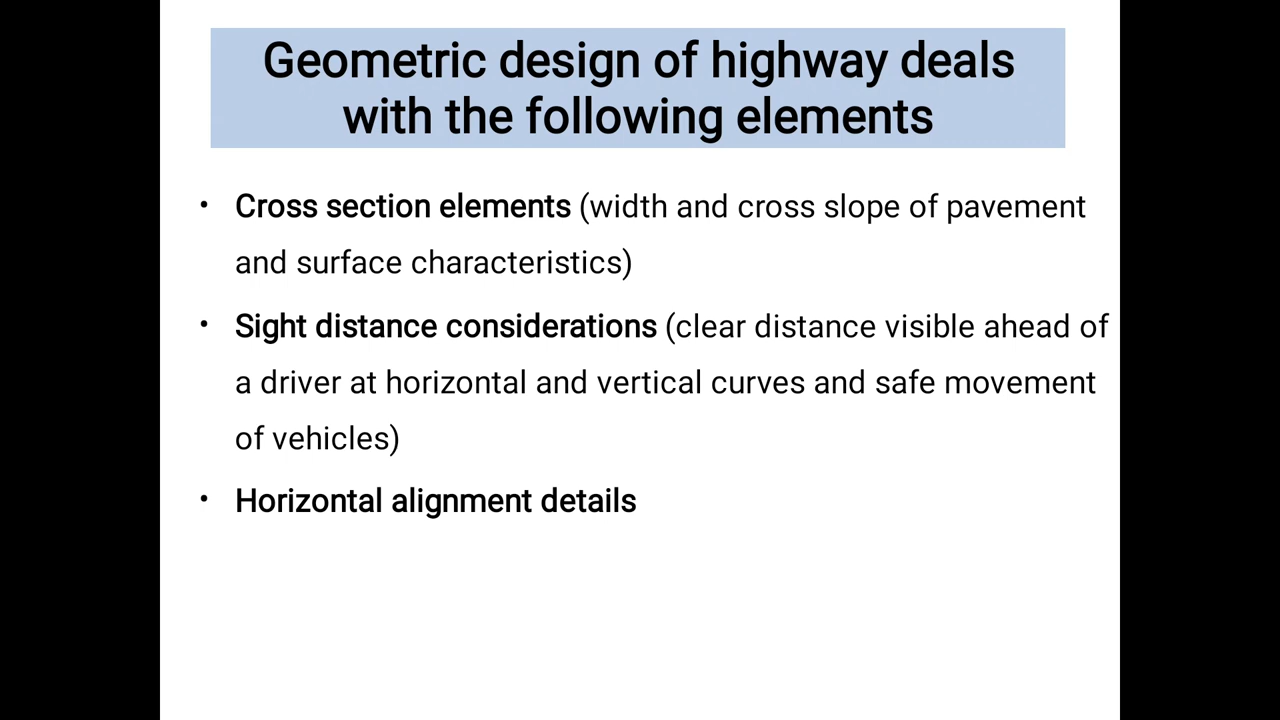 Geometric design of highway deals
with the following elements
• Cross section elements (width and cross slope of pavement
and surface characteristics)
• Sight distance considerations (clear distance visible ahead of
a driver at horizontal and vertical curves and safe movement
of vehicles)
• Horizontal alignment details